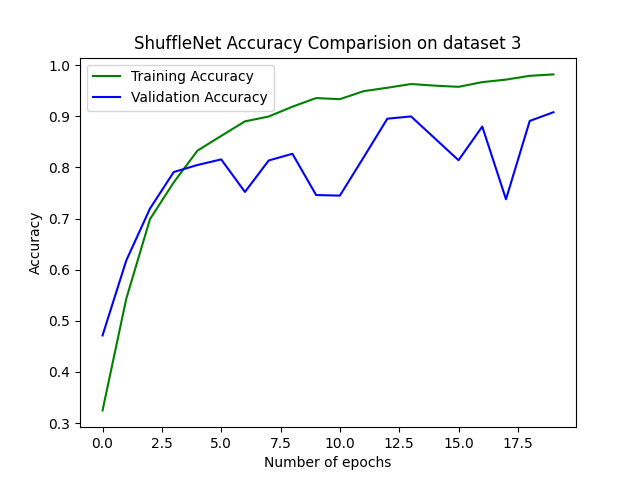 ShuffleNet Accuracy Comparision on dataset 3
Training Accuracy
Validation Accuracy
1.0
0.9
0.8
0.7
0.6
0.5
0.4
0.3
Accuracy
0.0 2.5 5.0 7.5 10.0 12.5 15.0 17.5
Number of epochs